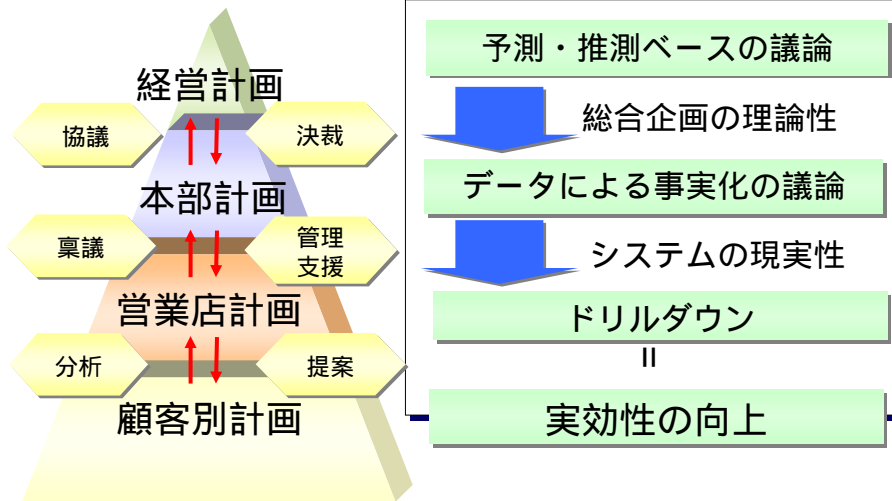 経営計画
協議
決裁
本部計画
稟議
管理
支援
営業店計画
分析
提案
顧客別計画
予測・推測ベースの議論
総合企画の理論性
データによる事実化の議論
システムの現実性
ドリルダウン
=
実効性の向上